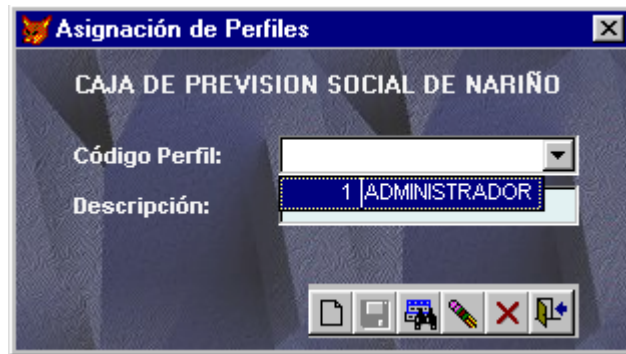 Asignación de Perfiles
CAJA DE PREVISION SOCIAL DE NARIÑO
Código Perfil:
1 ADMINISTRADOR
Descripción: